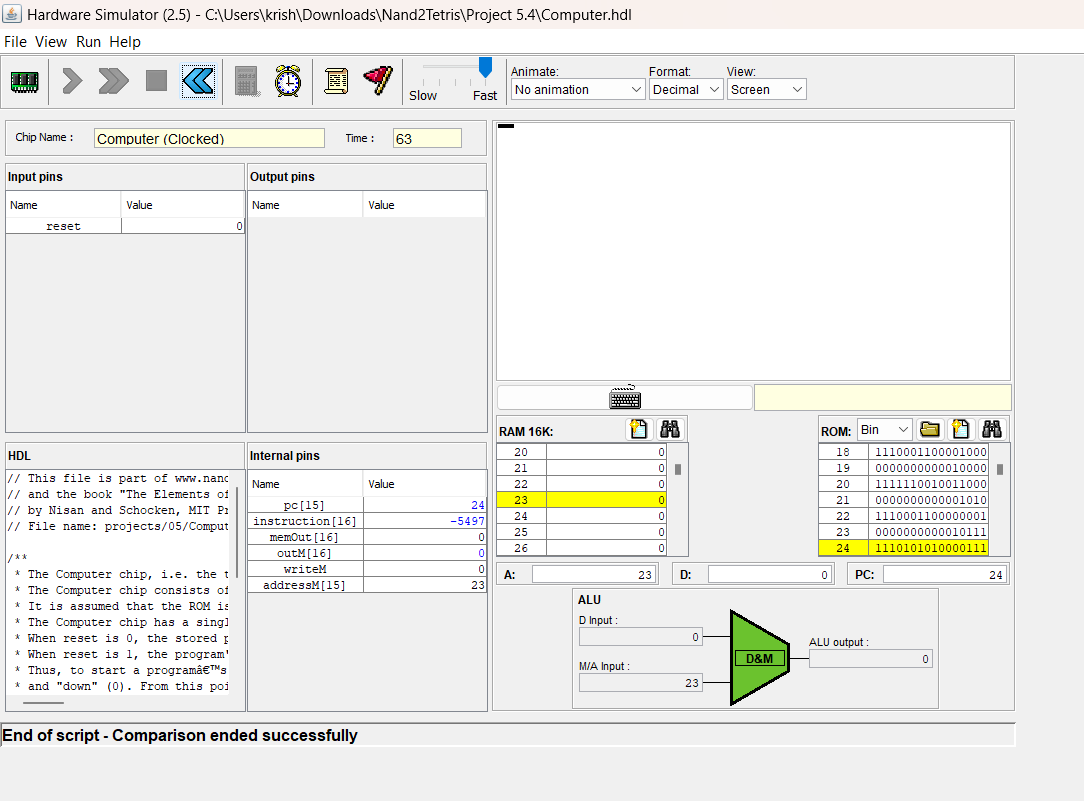 Hardware Simulator (2.5) - C:\Users\krish\Downloads\Nand2Tetris\Project 5.4\Computer.hdl
File View Run Help
Slow Fast
Animate: Format: View:
No animation Decimal Screen
Chip Name : Computer (Clocked) Time : 63
Input pins
Name Value
reset 0
Output pins
Name Value
HDL
// This file is part of www.nand
// and the book "The Elements of
// by Nisan and Schocken, MIT Pr
// File name: projects/05/Comput
/**
* The Computer chip, i.e. the t
* The Computer chip consists of
* It is assumed that the ROM is
* The Computer chip has a singl
* When reset is 0, the stored p
* When reset is 1, the program'
* Thus, to start a programâ€™s
* and "down" (0). From this poi
Internal pins
Name Value
pc[15] 24
instruction[16] -5497
memOut[16] 0
outM[16] 0
writeM 0
addressM[15] 23
RAM 16K:
20 0
21 0
22 0
23 0
24 0
25 0
26 0
ROM: Bin
18 1110001100001000
19 0000000000010000
20 1111110010011000
21 0000000000001010
22 1110001100000001
23 0000000000010111
24 1110101010000111
A: 23 D: 0 PC: 24
ALU
D Input :
0
M/A Input :
23
D&M
ALU output :
0
End of script - Comparison ended successfully